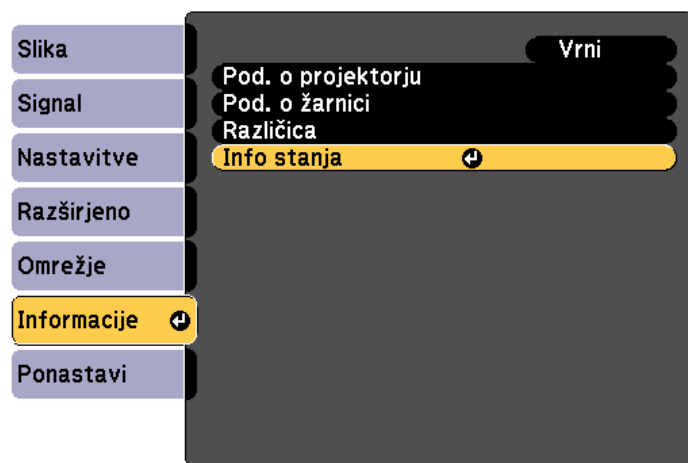 Slika
Signal
Nastavitve
Razširjeno
Omrežje
Informacije
Ponastavi
Vrni
Pod. o projektorju
Pod. o žarnici
Različica
Info stanja